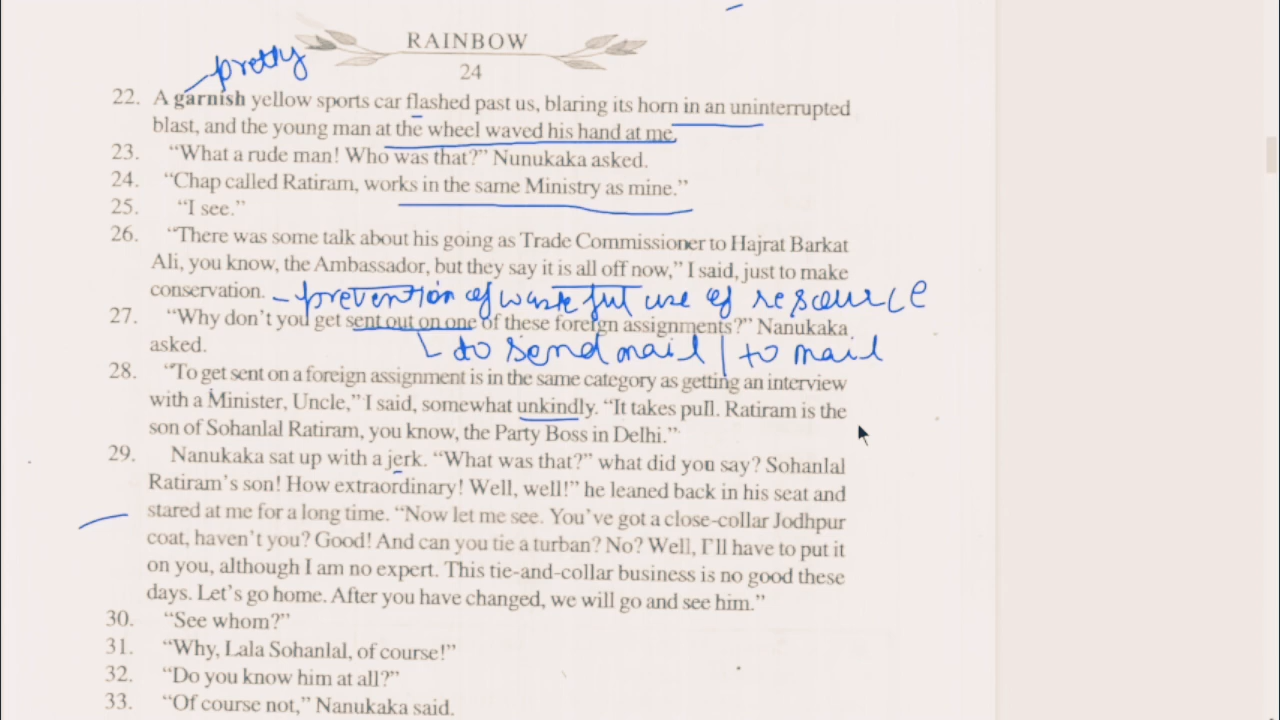 RAINBOW
24
pretty
22. A garnish yellow sports car flashed past us, blaring its horn in an uninterrupted
blast, and the young man at the wheel waved his hand at me.
23. “What a rude man! Who was that?” Nunukaka asked.
24. “Chap called Ratiram, works in the same Ministry as mine.”
25. “I see.”
26. “There was some talk about his going as Trade Commissioner to Hajrat Barkat
Ali, you know, the Ambassador, but they say it is all off now,” I said, just to make
conservation. – prevention of wasteful use of resource
27. “Why don’t you get sent out on one of these foreign assignments?” Nanukaka
asked. to send mail / to mail
28. “To get sent on a foreign assignment is in the same category as getting an interview
with a Minister, Uncle,” I said, somewhat unkindly. “It takes pull. Ratiram is the
son of Sohanlal Ratiram, you know, the Party Boss in Delhi.”
29. Nanukaka sat up with a jerk. “What was that?” what did you say? Sohanlal
Ratiram’s son! How extraordinary! Well, well!” he leaned back in his seat and
stared at me for a long time. “Now let me see. You’ve got a close-collar Jodhpur
coat, haven’t you? Good! And can you tie a turban? No? Well, I’ll have to put it
on you, although I am no expert. This tie-and-collar business is no good these
days. Let’s go home. After you have changed, we will go and see him.”
30. “See whom?”
31. “Why, Lala Sohanlal, of course!”
32. “Do you know him at all?”
33. “Of course not,” Nanukaka said.